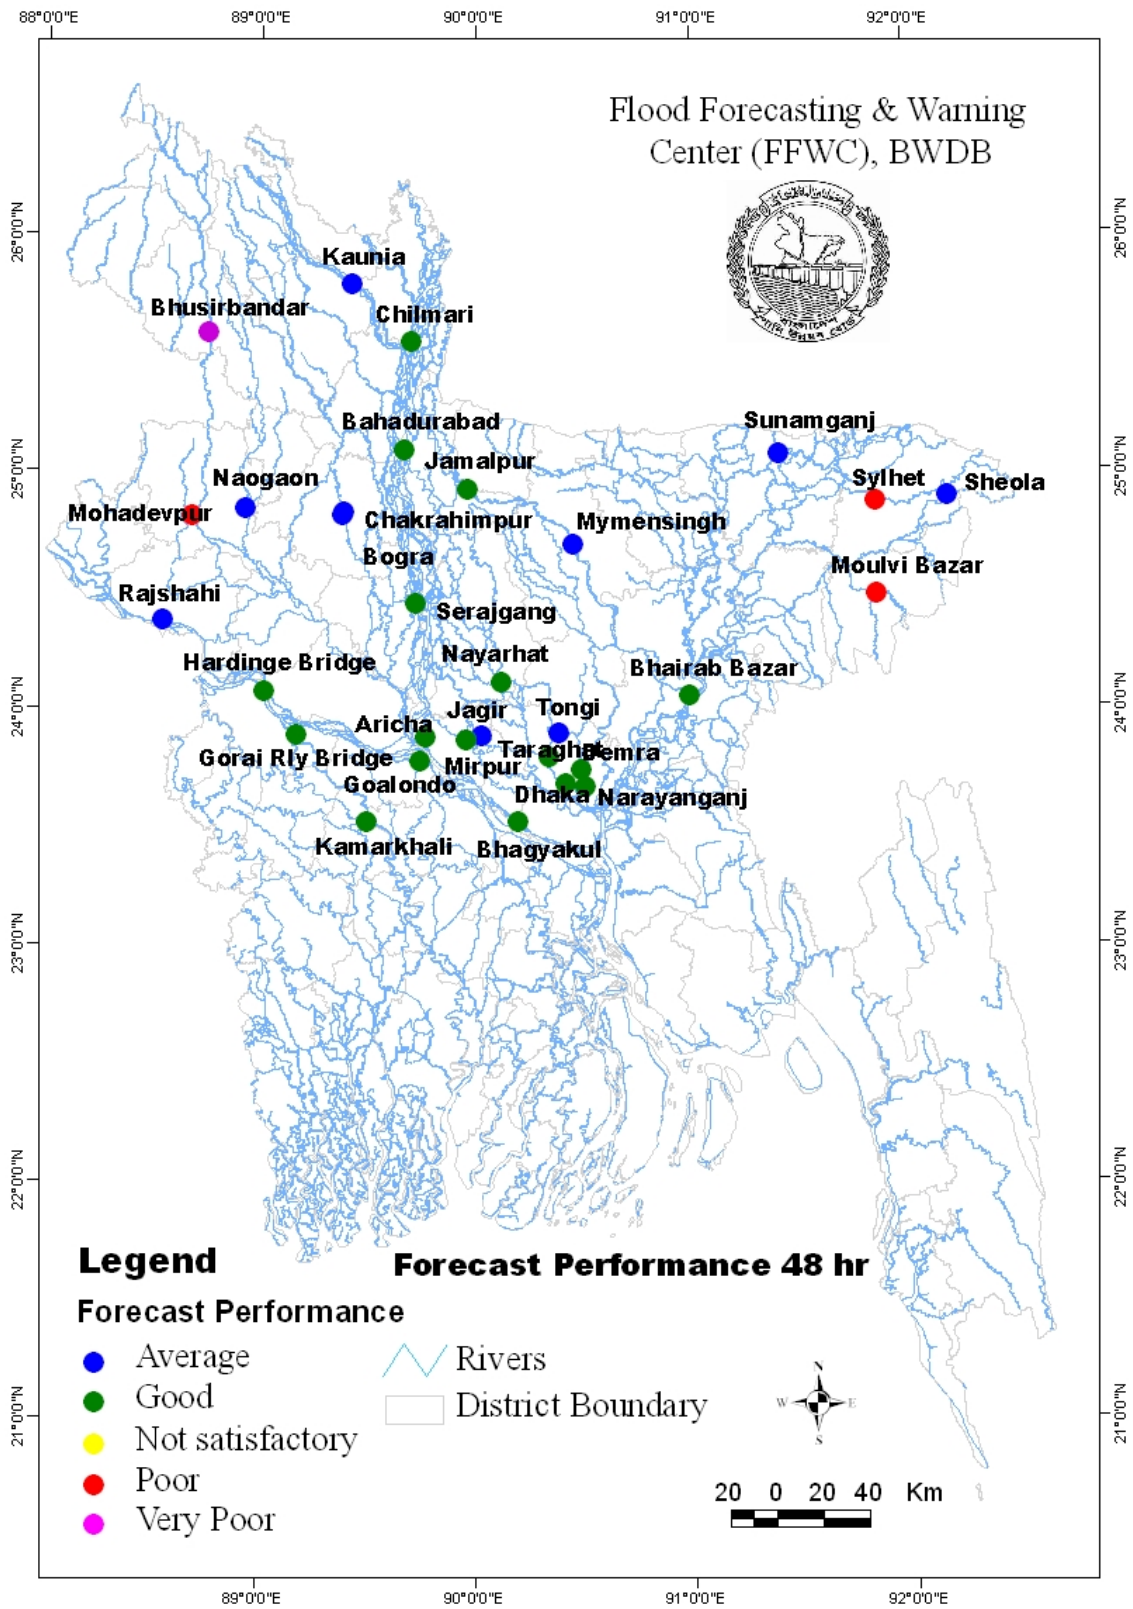 88°0'0"E 89°0'0"E 90°0'0"E 91°0'0"E 92°0'0"E
Flood Forecasting & Warning
Center (FFWC), BWDB
26°0'0"N
26°0'0"N
Kaunia
Bhusirbandar
Chilmari
Bahadurabad
Sunamganj
Jamalpur
25°0'0"N
25°0'0"N
Naogaon
Sylhet
Sheola
Mohadevpur
Chakrahimpur
Mymensingh
Bogra
Moulvi Bazar
Rajshahi
Serajgang
Nayarhat
Hardinge Bridge
Bhairab Bazar
24°0'0"N
24°0'0"N
Jagir
Tongi
Aricha
Taraghat
Demra
Gorai Rly Bridge
Mirpur
Goalondo
Dhaka
Narayanganj
Kamarkhali
Bhagyakul
23°0'0"N
23°0'0"N
22°0'0"N
22°0'0"N
Legend
Forecast Performance 48 hr
Forecast Performance
Average
Rivers
Good
District Boundary
Not satisfactory
Poor
Very Poor
N
W
E
S
21°0'0"N
21°0'0"N
20 0 20 40 Km
89°0'0"E 90°0'0"E 91°0'0"E 92°0'0"E